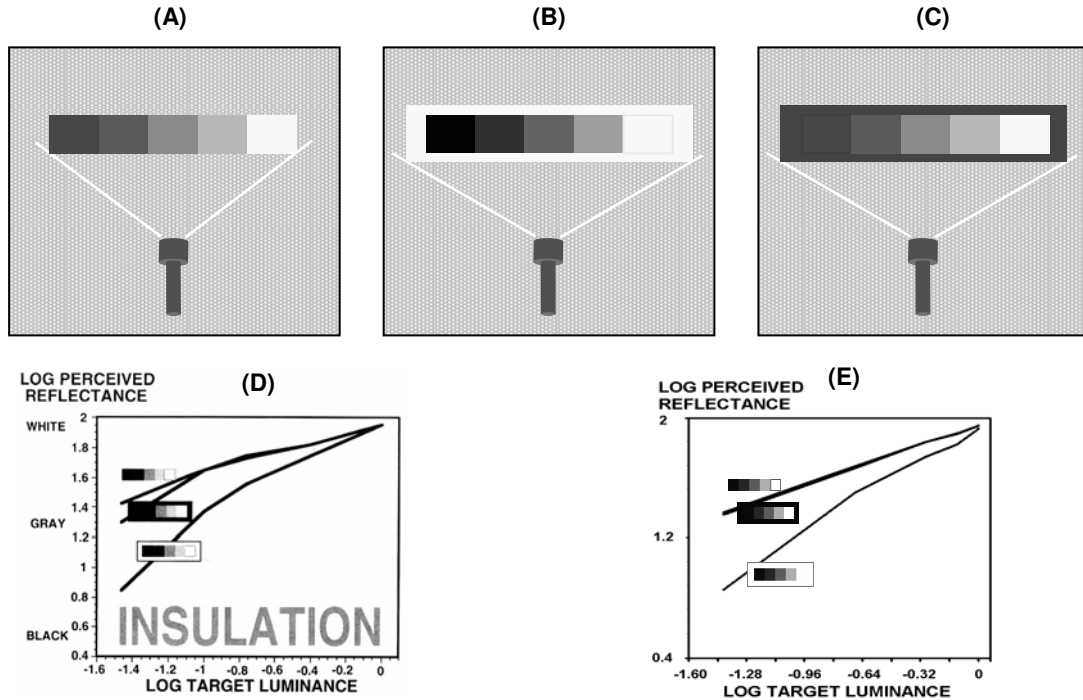 (A)
(B)
(C)
LOG PERCEIVED
REFLECTANCE
(D)
WHITE
2
1.8
1.6
1.4
GRAY
1.2
1
0.8
0.6
BLACK
0.4
INSULATION
-1.6 -1.4 -1.2 -1 -0.8 -0.6 -0.4 -0.2 0
LOG TARGET LUMINANCE
(E)
LOG PERCEIVED
REFLECTANCE
2
1.2
0.4
-1.60 -1.28 -0.96 -0.64 -0.32 0
LOG TARGET LUMINANCE